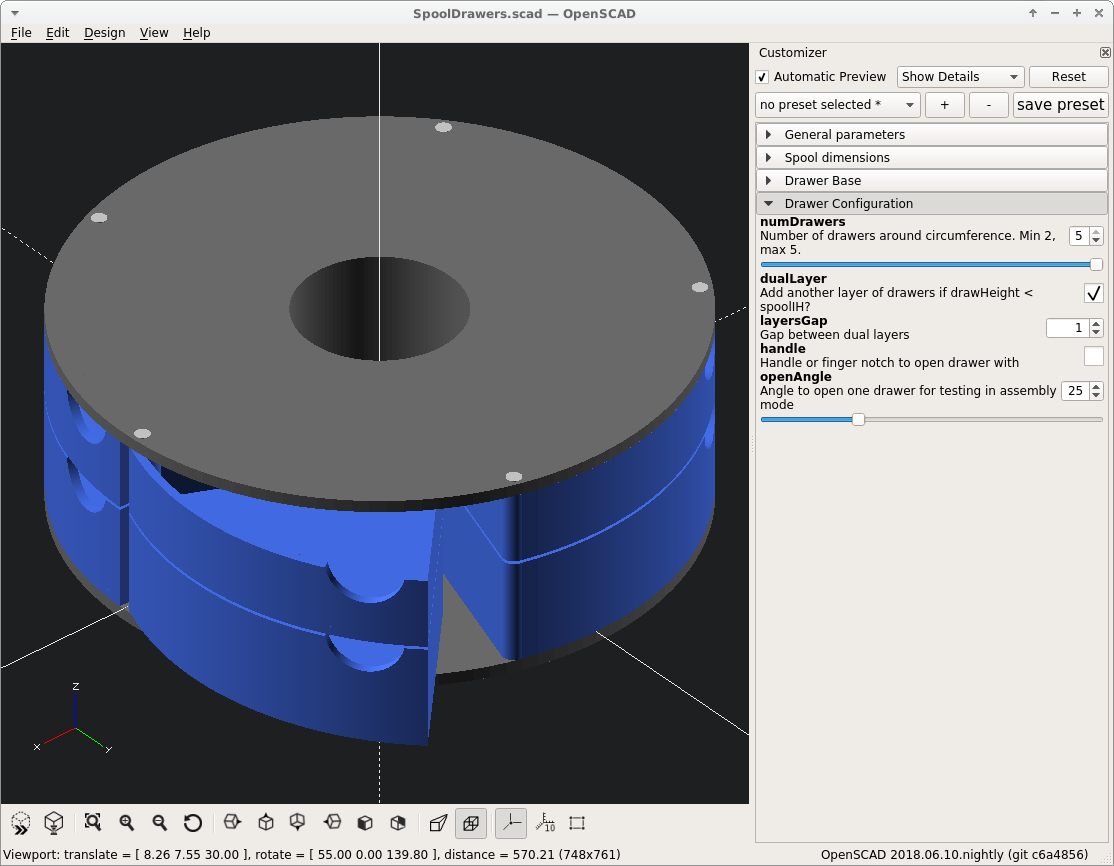 SpoolDrawers.scad — OpenSCAD
File Edit Design View Help
Customizer
Automatic Preview Show Details Reset
no preset selected * + - save preset
General parameters
Spool dimensions
Drawer Base
Drawer Configuration
numDrawers
Number of drawers around circumference. Min 2,
max 5.
5
dualLayer
Add another layer of drawers if drawHeight <
spoolH?
layersGap
Gap between dual layers
1
handle
Handle or finger notch to open drawer with
openAngle
Angle to open one drawer for testing in assembly
mode
25
z
x
y
10
Viewport: translate = [ 8.26 7.55 30.00 ], rotate = [ 55.00 0.00 139.80 ], distance = 570.21 (748x761)
OpenSCAD 2018.06.10.nightly (git c6a4856)